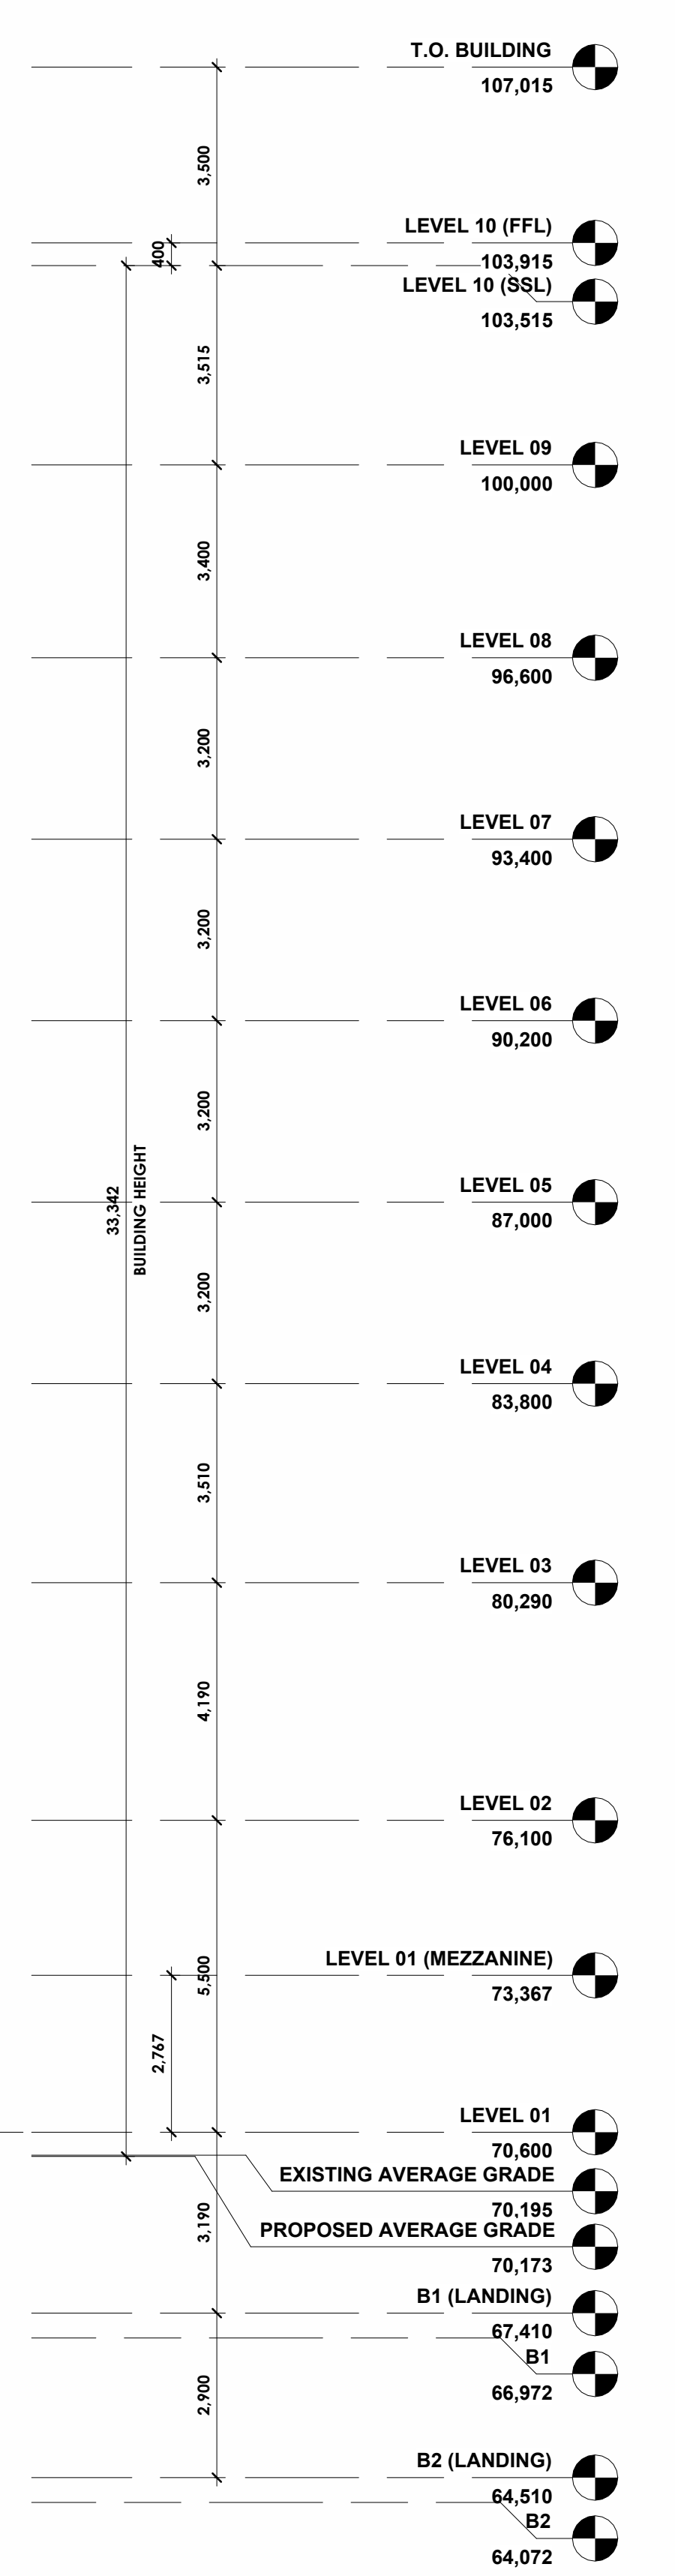 T.O. BUILDING
107,015
3,500
LEVEL 10 (FFL)
103,915
400
LEVEL 10 (SSL)
103,515
3,515
LEVEL 09
100,000
3,400
LEVEL 08
96,600
3,200
LEVEL 07
93,400
3,200
LEVEL 06
90,200
3,200
33,342
BUILDING HEIGHT
LEVEL 05
87,000
3,200
LEVEL 04
83,800
3,510
LEVEL 03
80,290
4,190
LEVEL 02
76,100
5,500
LEVEL 01 (MEZZANINE)
73,367
2,767
LEVEL 01
70,600
EXISTING AVERAGE GRADE
70,195
3,190
PROPOSED AVERAGE GRADE
70,173
B1 (LANDING)
67,410
B1
66,972
2,900
B2 (LANDING)
64,510
B2
64,072